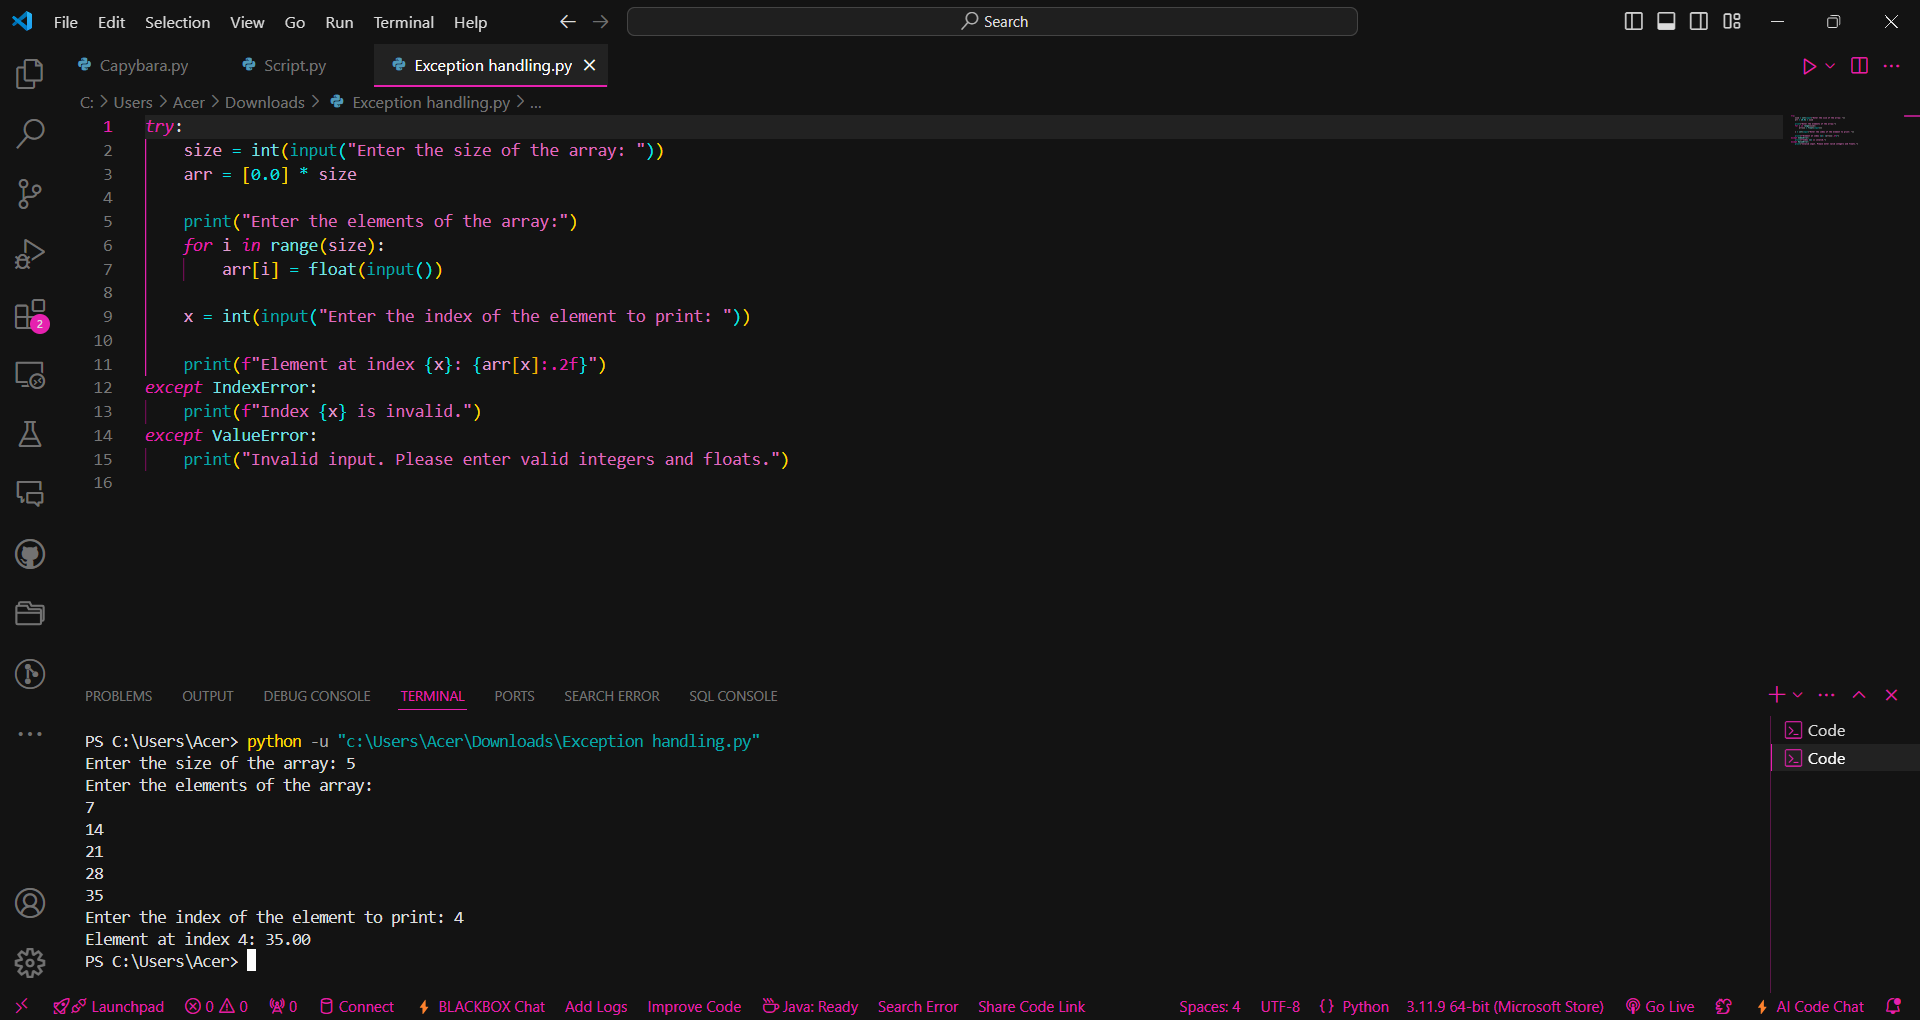 File Edit Selection View Go Run Terminal Help
Search
Capybara.py Script.py Exception handling.py
C: > Users > Acer > Downloads > Exception handling.py > ...
1 try:
2     size = int(input("Enter the size of the array: "))
3     arr = [0.0] * size
4
5     print("Enter the elements of the array:")
6     for i in range(size):
7         arr[i] = float(input())
8
9     x = int(input("Enter the index of the element to print: "))
10
11     print(f"Element at index {x}: {arr[x]:.2f}")
12 except IndexError:
13     print(f"Index {x} is invalid.")
14 except ValueError:
15     print("Invalid input. Please enter valid integers and floats.")
16
2
PROBLEMS OUTPUT DEBUG CONSOLE TERMINAL PORTS SEARCH ERROR SQL CONSOLE
PS C:\Users\Acer> python -u "c:\Users\Acer\Downloads\Exception handling.py"
Enter the size of the array: 5
Enter the elements of the array:
7
14
21
28
35
Enter the index of the element to print: 4
Element at index 4: 35.00
PS C:\Users\Acer>
Code
Code
Launchpad 0 0 0 Connect BLACKBOX Chat Add Logs Improve Code Java: Ready Search Error Share Code Link Spaces: 4 UTF-8 {} Python 3.11.9 64-bit (Microsoft Store) Go Live AI Code Chat